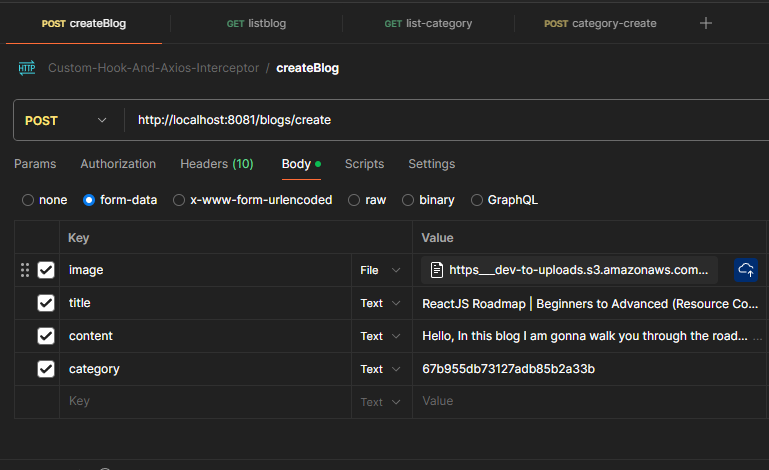 POST createBlog GET listblog GET list-category POST category-create
HTTP Custom-Hook-And-Axios-Interceptor / createBlog
POST http://localhost:8081/blogs/create
Params Authorization Headers (10) Body Scripts Settings
none form-data x-www-form-urlencoded raw binary GraphQL
Key Value
image File https___dev-to-uploads.s3.amazonaws.com...
title Text ReactJS Roadmap | Beginners to Advanced (Resource Co...
content Text Hello, In this blog I am gonna walk you through the road... ...
category Text 67b955db73127adb85b2a33b
Key Text Value